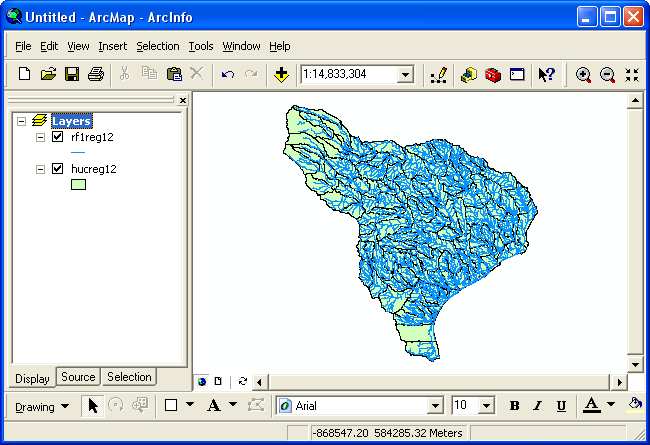 Untitled - ArcMap - ArcInfo
File Edit View Insert Selection Tools Window Help
1:14,833,304
Layers
rf1reg12
hucreg12
Display Source Selection
Drawing A Arial 10 B I U A
-868547.20 584285.32 Meters